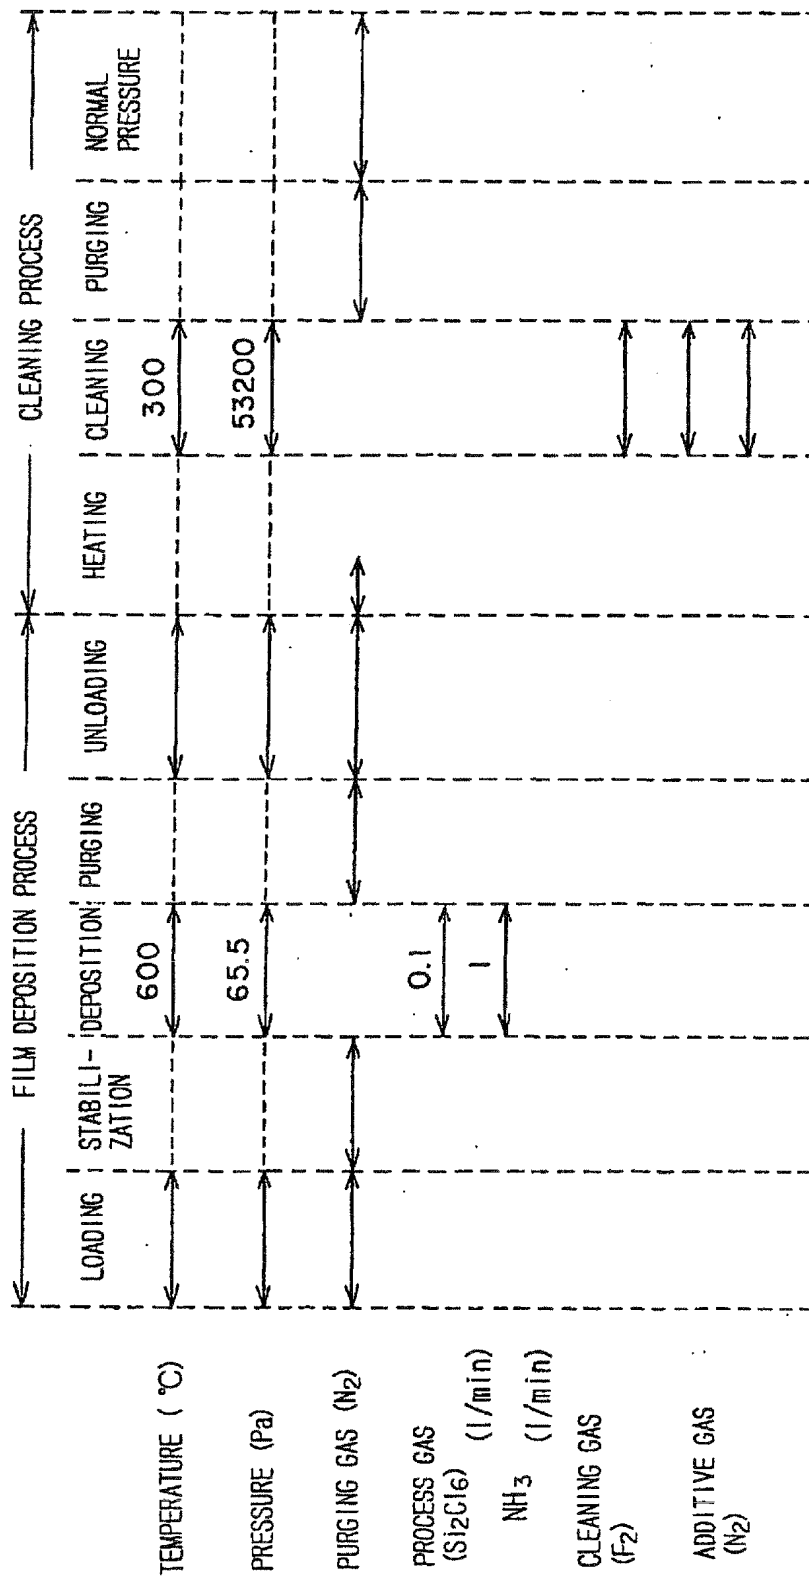 FILM DEPOSITION PROCESS
CLEANING PROCESS
LOADING
STABILI-
ZATION
DEPOSITION
PURGING
UNLOADING
HEATING
CLEANING
PURGING
NORMAL
PRESSURE
TEMPERATURE ( °C)
600
300
PRESSURE (Pa)
65.5
53200
PURGING GAS (N2)
PROCESS GAS
(Si2Cl6) (l/min)
0.1
NH3 (l/min)
1
CLEANING GAS
(F2)
ADDITIVE GAS
(N2)